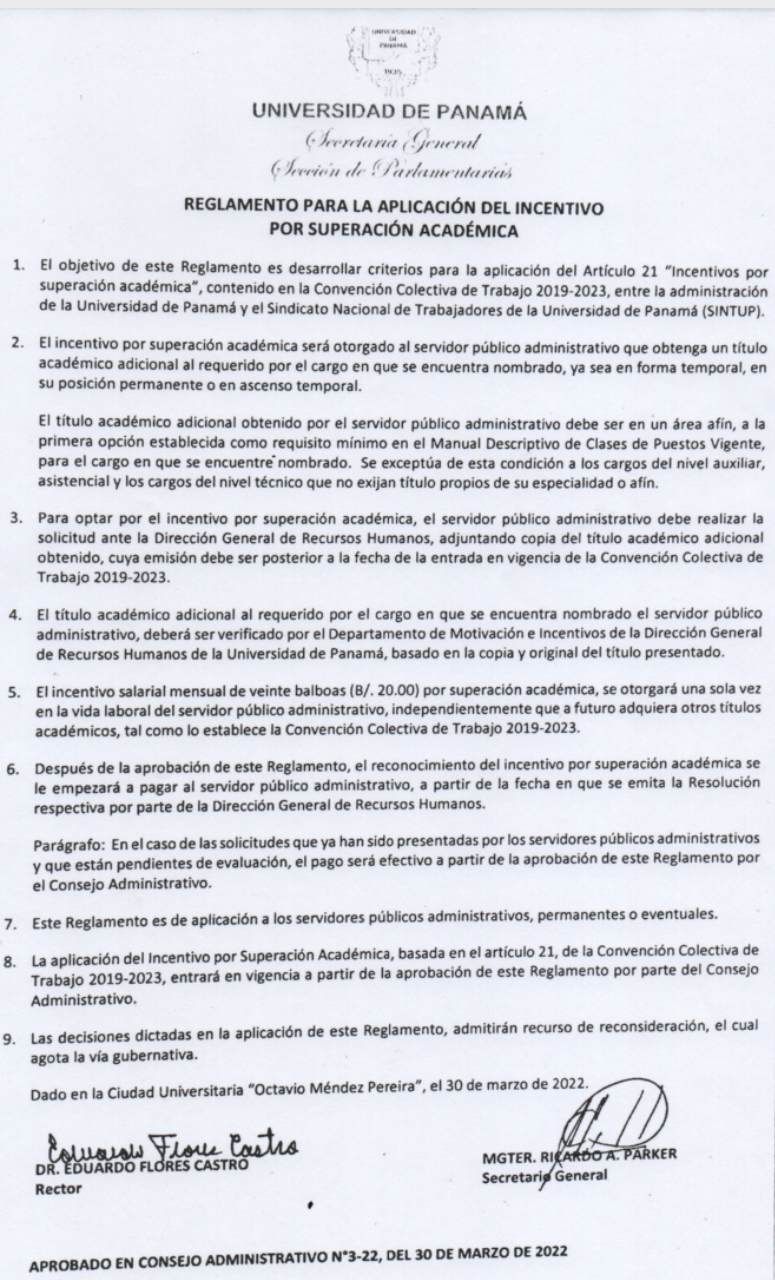 UNIVERSIDAD
DE
PANAMÁ
1935
UNIVERSIDAD DE PANAMÁ
Secretaría General
Sección de Parlamentarias
REGLAMENTO PARA LA APLICACIÓN DEL INCENTIVO
POR SUPERACIÓN ACADÉMICA
1. El objetivo de este Reglamento es desarrollar criterios para la aplicación del Artículo 21 "Incentivos por
superación académica", contenido en la Convención Colectiva de Trabajo 2019-2023, entre la administración
de la Universidad de Panamá y el Sindicato Nacional de Trabajadores de la Universidad de Panamá (SINTUP).
2. El incentivo por superación académica será otorgado al servidor público administrativo que obtenga un título
académico adicional al requerido por el cargo en que se encuentra nombrado, ya sea en forma temporal, en
su posición permanente o en ascenso temporal.
El título académico adicional obtenido por el servidor público administrativo debe ser en un área afín, a la
primera opción establecida como requisito mínimo en el Manual Descriptivo de Clases de Puestos Vigente,
para el cargo en que se encuentre nombrado. Se exceptúa de esta condición a los cargos del nivel auxiliar,
asistencial y los cargos del nivel técnico que no exijan título propios de su especialidad o afín.
3. Para optar por el incentivo por superación académica, el servidor público administrativo debe realizar la
solicitud ante la Dirección General de Recursos Humanos, adjuntando copia del título académico adicional
obtenido, cuya emisión debe ser posterior a la fecha de la entrada en vigencia de la Convención Colectiva de
Trabajo 2019-2023.
4. El título académico adicional al requerido por el cargo en que se encuentra nombrado el servidor público
administrativo, deberá ser verificado por el Departamento de Motivación e Incentivos de la Dirección General
de Recursos Humanos de la Universidad de Panamá, basado en la copia y original del título presentado.
5. El incentivo salarial mensual de veinte balboas (B/. 20.00) por superación académica, se otorgará una sola vez
en la vida laboral del servidor público administrativo, independientemente que a futuro adquiera otros títulos
académicos, tal como lo establece la Convención Colectiva de Trabajo 2019-2023.
6. Después de la aprobación de este Reglamento, el reconocimiento del incentivo por superación académica se
le empezará a pagar al servidor público administrativo, a partir de la fecha en que se emita la Resolución
respectiva por parte de la Dirección General de Recursos Humanos.
Parágrafo: En el caso de las solicitudes que ya han sido presentadas por los servidores públicos administrativos
y que están pendientes de evaluación, el pago será efectivo a partir de la aprobación de este Reglamento por
el Consejo Administrativo.
7. Este Reglamento es de aplicación a los servidores públicos administrativos, permanentes o eventuales.
8. La aplicación del Incentivo por Superación Académica, basada en el artículo 21, de la Convención Colectiva de
Trabajo 2019-2023, entrará en vigencia a partir de la aprobación de este Reglamento por parte del Consejo
Administrativo.
9. Las decisiones dictadas en la aplicación de este Reglamento, admitirán recurso de reconsideración, el cual
agota la vía gubernativa.
Dado en la Ciudad Universitaria "Octavio Méndez Pereira", el 30 de marzo de 2022.
Eduardo Flores Castro
DR. EDUARDO FLORES CASTRO
Rector
MGTER. RICARDO A. PARKER
Secretario General
APROBADO EN CONSEJO ADMINISTRATIVO N°3-22, DEL 30 DE MARZO DE 2022